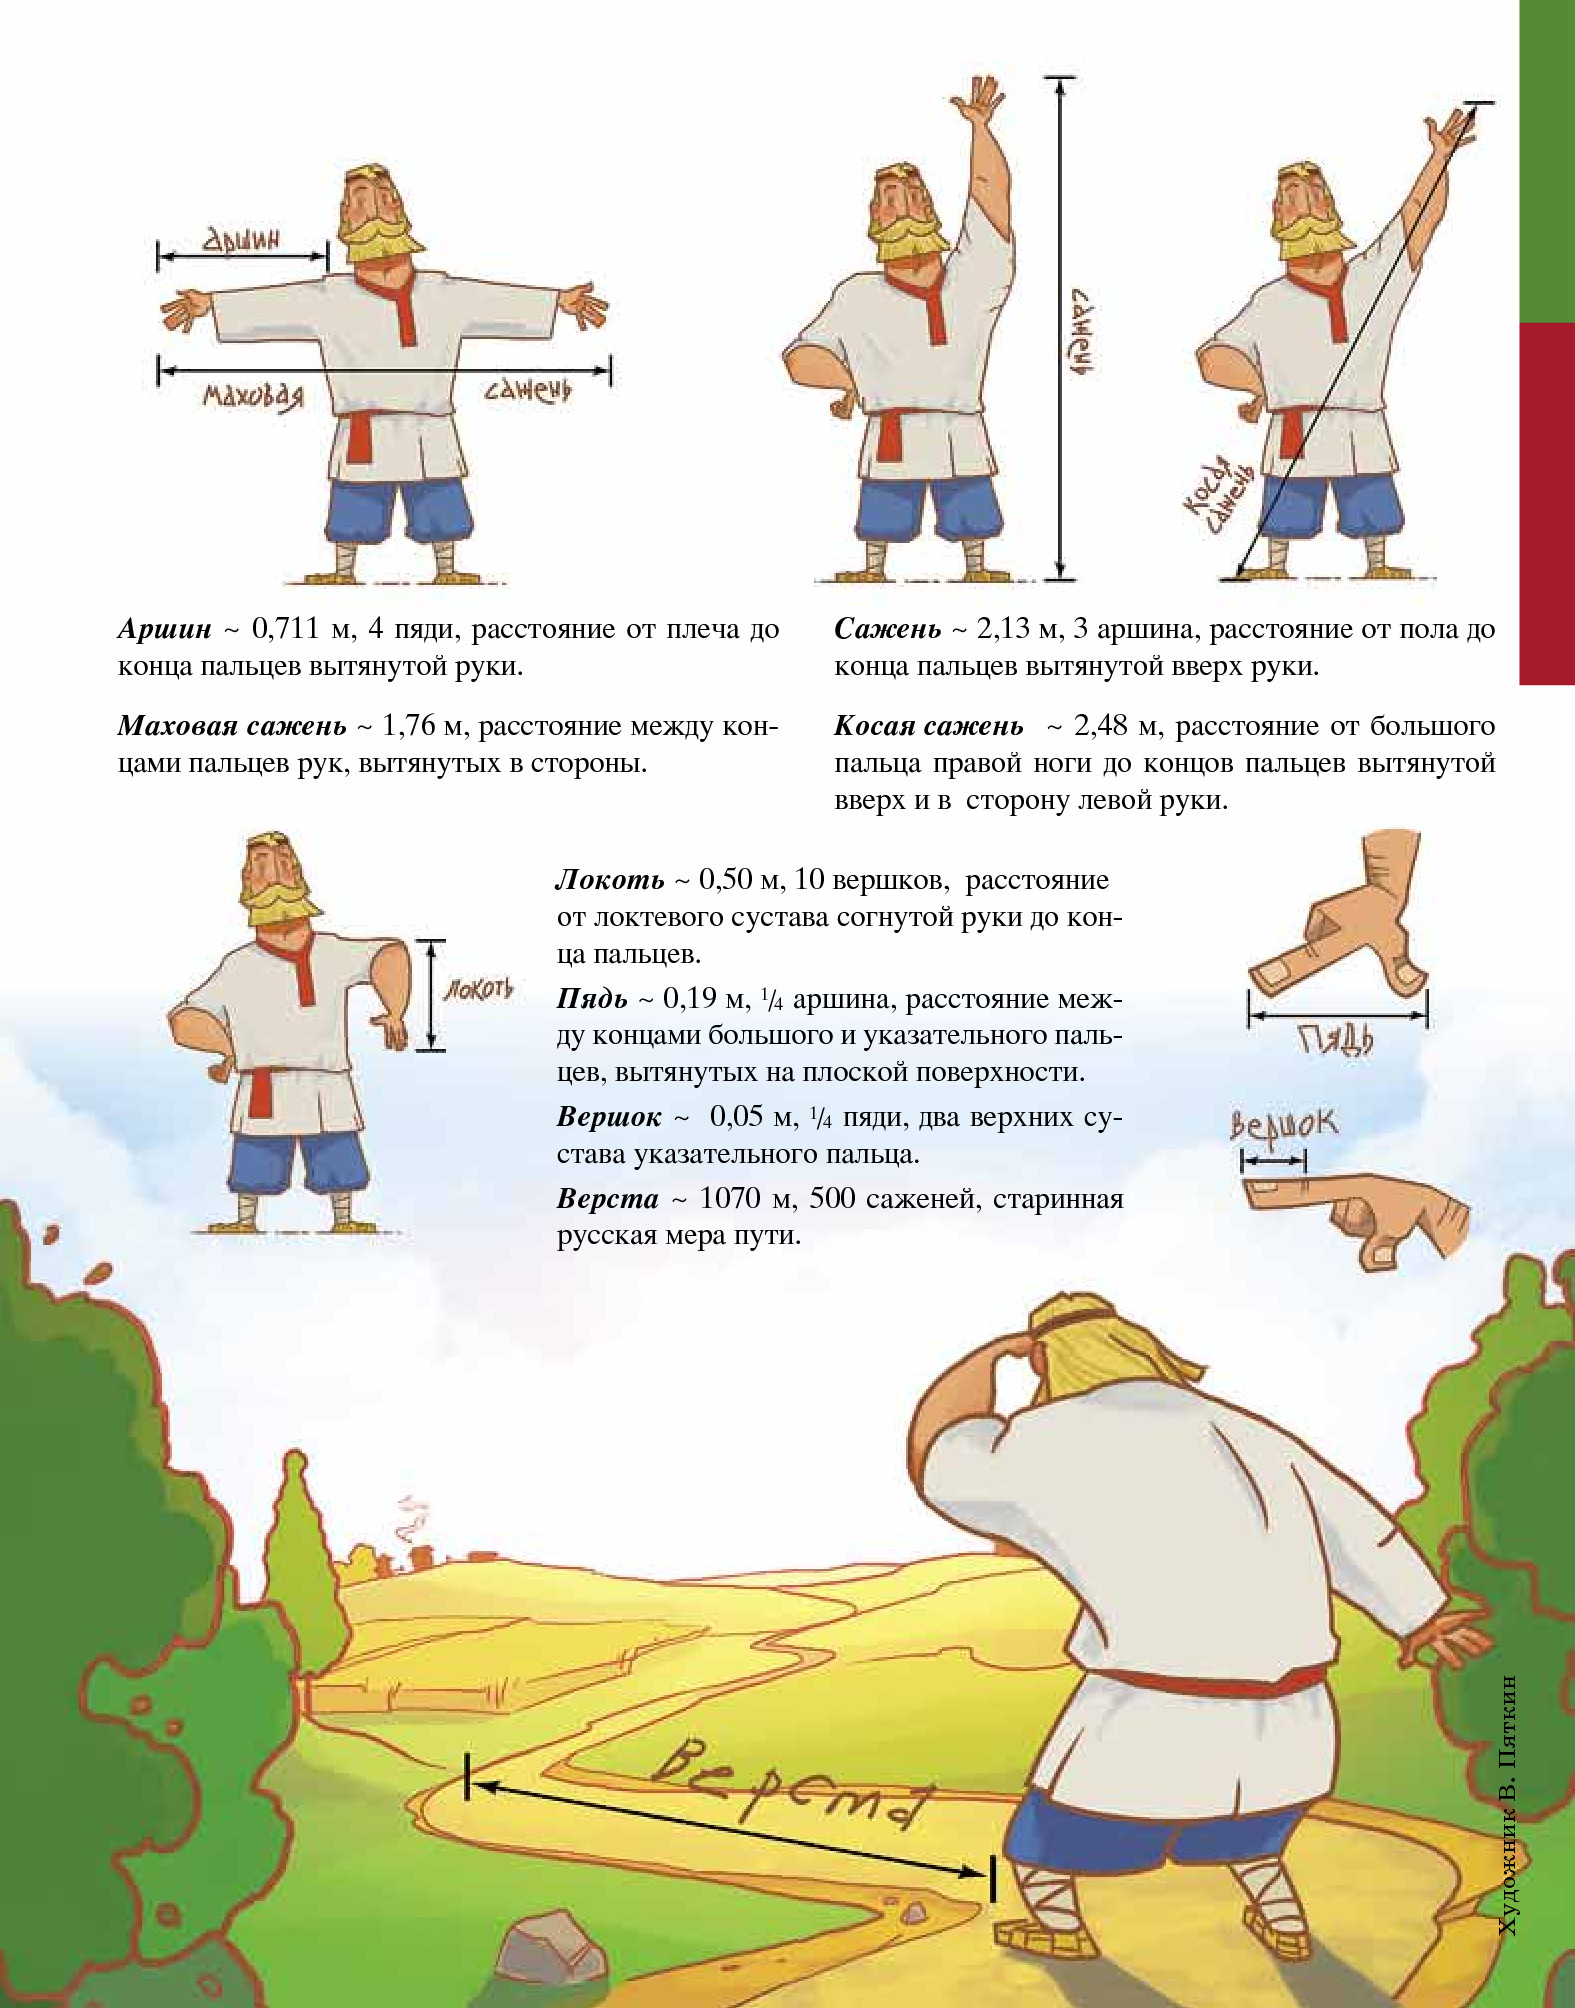 аршин
маховая сажень
сажень
косая
сажень
Аршин ~ 0,711 м, 4 пяди, расстояние от плеча до
конца пальцев вытянутой руки.
Маховая сажень ~ 1,76 м, расстояние между кон-
цами пальцев рук, вытянутых в стороны.
Сажень ~ 2,13 м, 3 аршина, расстояние от пола до
конца пальцев вытянутой вверх руки.
Косая сажень ~ 2,48 м, расстояние от большого
пальца правой ноги до концов пальцев вытянутой
вверх и в сторону левой руки.
локоть
Локоть ~ 0,50 м, 10 вершков, расстояние
от локтевого сустава согнутой руки до кон-
ца пальцев.
Пядь ~ 0,19 м, 1/4 аршина, расстояние меж-
ду концами большого и указательного паль-
цев, вытянутых на плоской поверхности.
Вершок ~ 0,05 м, 1/4 пяди, два верхних су-
става указательного пальца.
Верста ~ 1070 м, 500 саженей, старинная
русская мера пути.
пядь
вершок
Верста
Художник В. Пяткин